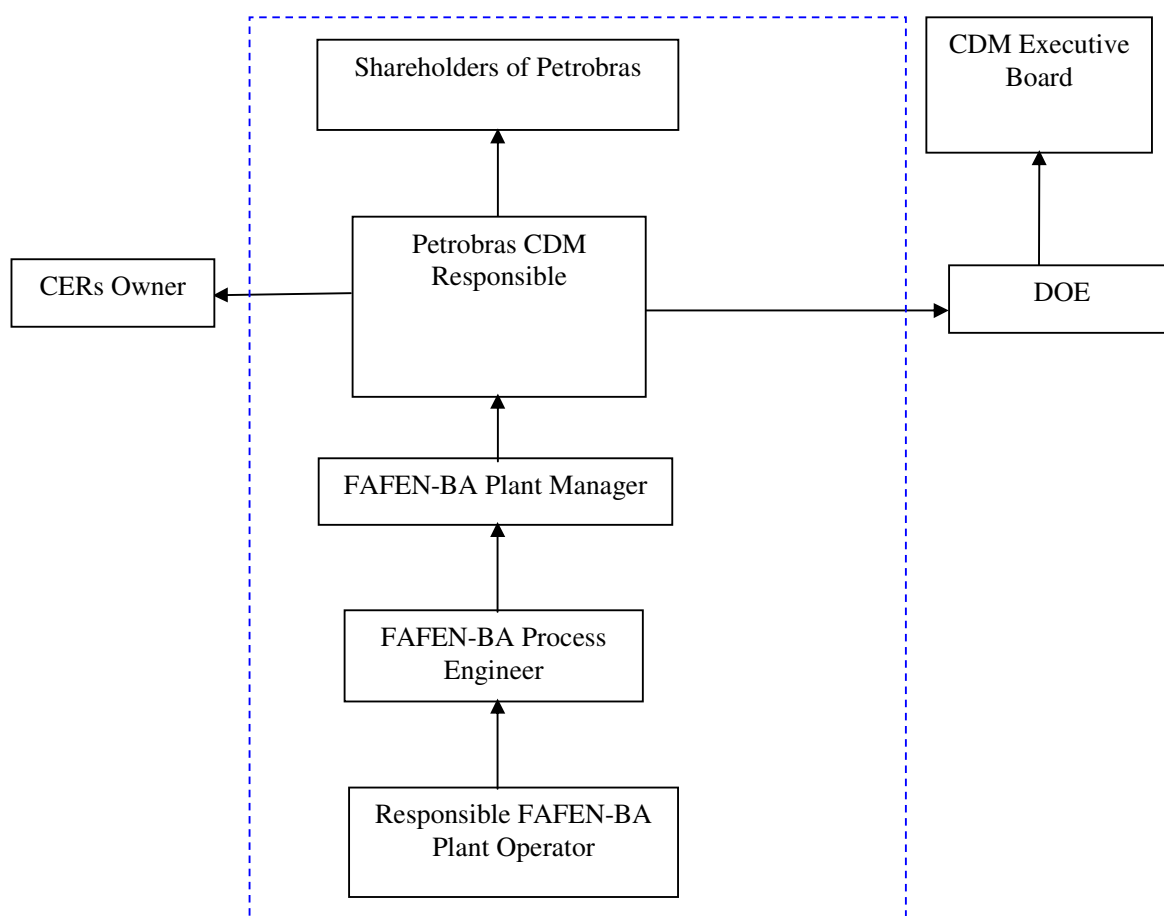 Shareholders of Petrobras
CDM Executive
Board
Petrobras CDM
Responsible
CERs Owner
DOE
FAFEN-BA Plant Manager
FAFEN-BA Process
Engineer
Responsible FAFEN-BA
Plant Operator